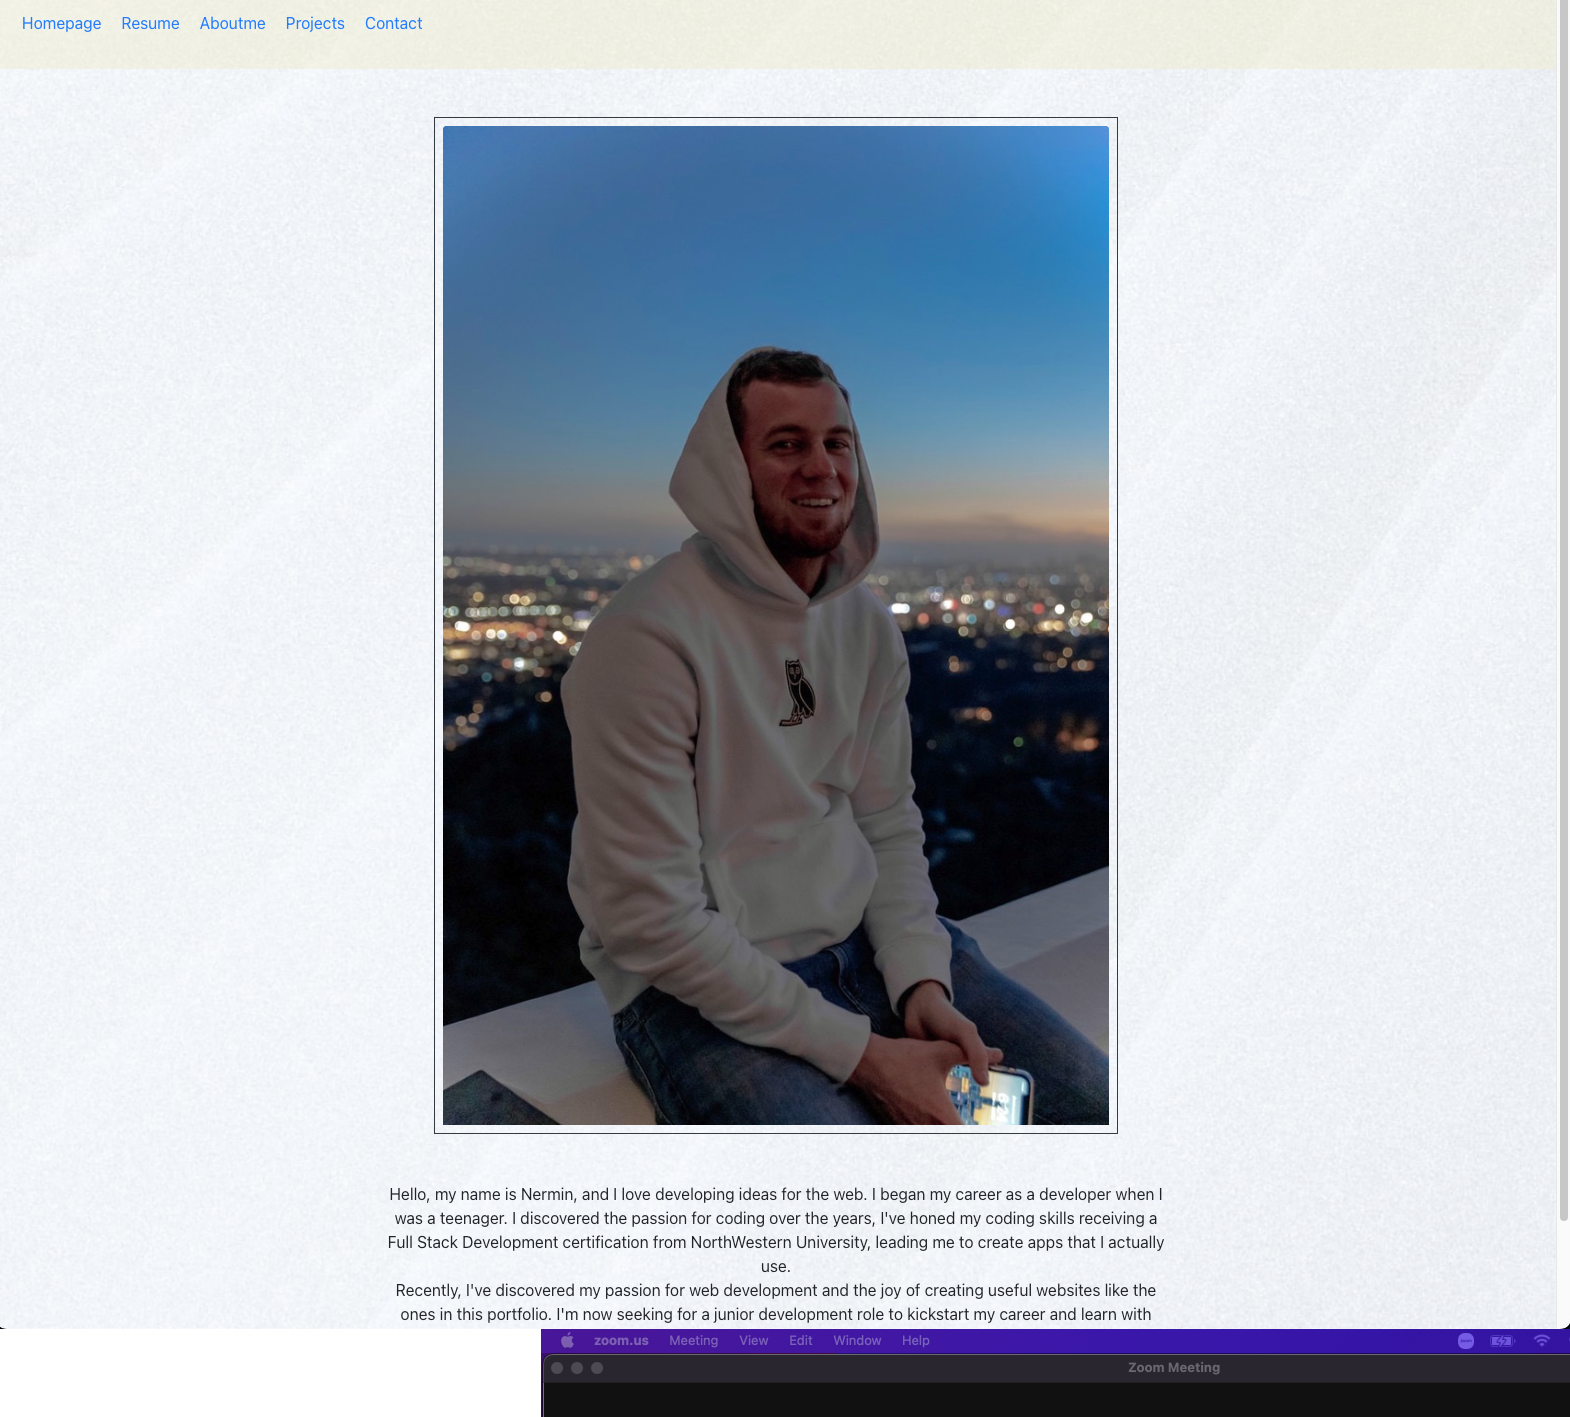 Homepage Resume Aboutme Projects Contact
Hello, my name is Nermin, and I love developing ideas for the web. I began my career as a developer when I
was a teenager. I discovered the passion for coding over the years, I've honed my coding skills receiving a
Full Stack Development certification from NorthWestern University, leading me to create apps that I actually
use.
Recently, I've discovered my passion for web development and the joy of creating useful websites like the
ones in this portfolio. I'm now seeking for a junior development role to kickstart my career and learn with
zoom.us Meeting View Edit Window Help
Zoom Meeting